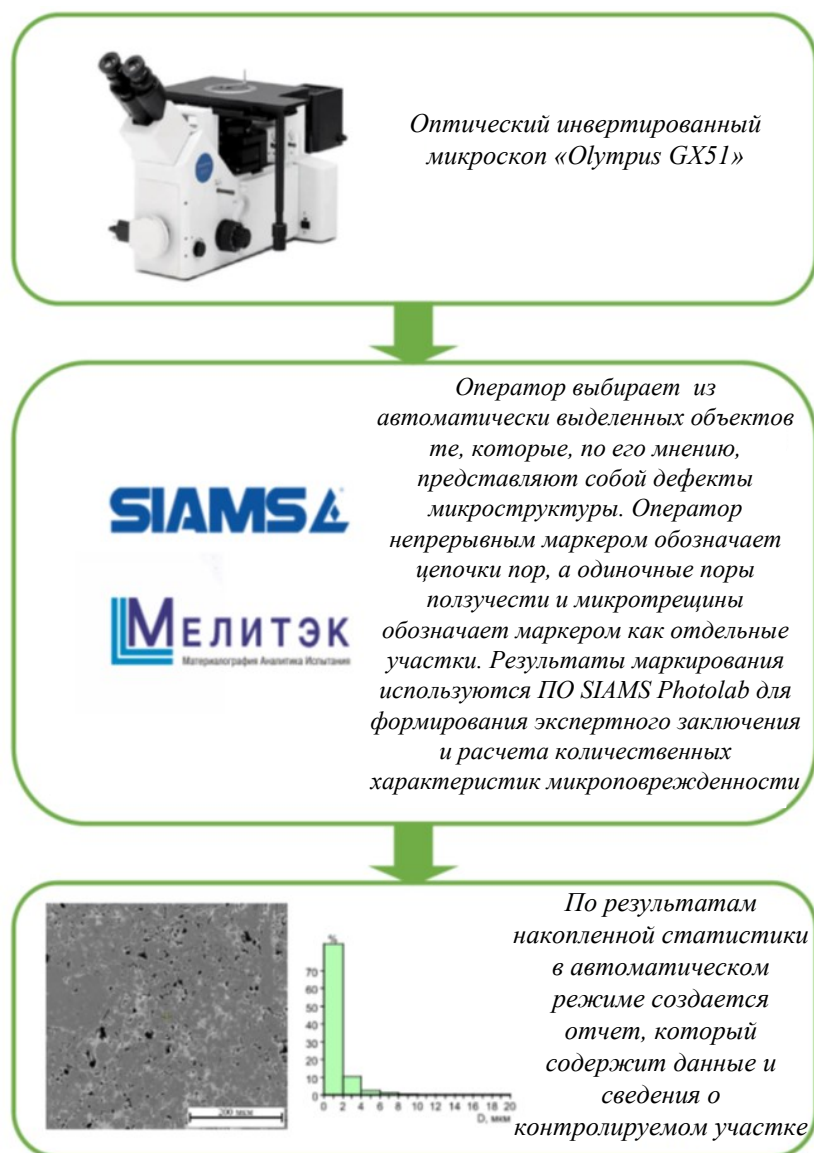 Оптический инвертированный
микроскоп «Olympus GX51»
Оператор выбирает из
автоматически выделенных объектов
те, которые, по его мнению,
представляют собой дефекты
микроструктуры. Оператор
непрерывным маркером обозначает
цепочки пор, а одиночные поры
ползучести и микротрещины
обозначает маркером как отдельные
участки. Результаты маркирования
используются ПО SIAMS Photolab для
формирования экспертного заключения
и расчета количественных
характеристик микроповрежденности
SIAMS
МЕЛИТЭК
Материалография Аналитика Испытания
200 мкм
%
70
60
50
40
30
20
10
0
0 2 4 6 8 10 12 14 16 18 20
D, мкм
По результатам
накопленной статистики
в автоматическом
режиме создается
отчет, который
содержит данные и
сведения о
контролируемом участке